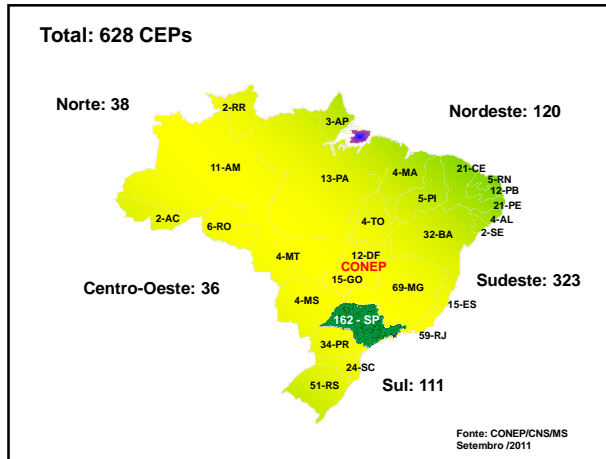 Total: 628 CEPs
Norte: 38
2-RR
Nordeste: 120
3-AP
11-AM
13-PA
4-MA
21-CE
5-RN
12-PB
5-PI
21-PE
4-AL
2-AC
6-RO
4-TO
32-BA
2-SE
4-MT
12-DF
CONEP
15-GO
Centro-Oeste: 36
69-MG
Sudeste: 323
4-MS
15-ES
162 - SP
59-RJ
34-PR
24-SC
51-RS
Sul: 111
Fonte: CONEP/CNS/MS
Setembro /2011